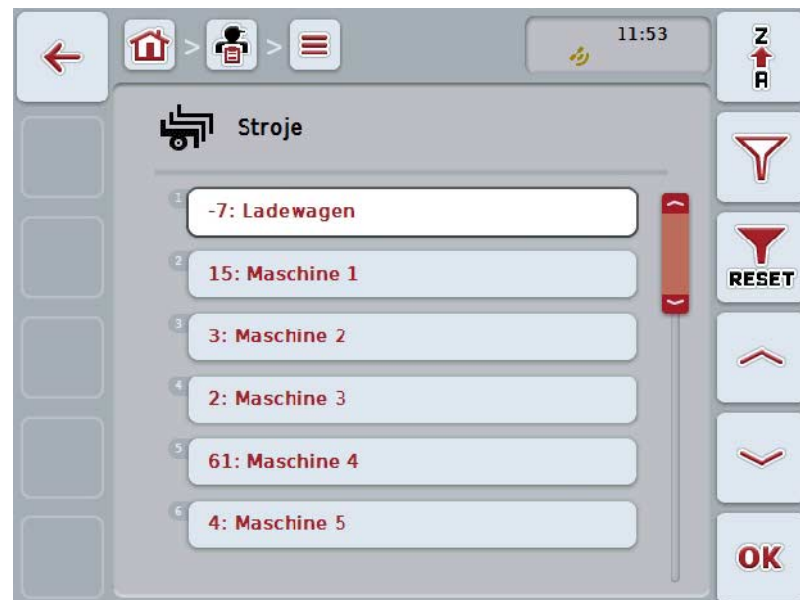 > >
11:53
Z
A
Stroje
1
-7: Ladewagen
2
15: Maschine 1
RESET
3
3: Maschine 2
4
2: Maschine 3
5
61: Maschine 4
6
4: Maschine 5
OK